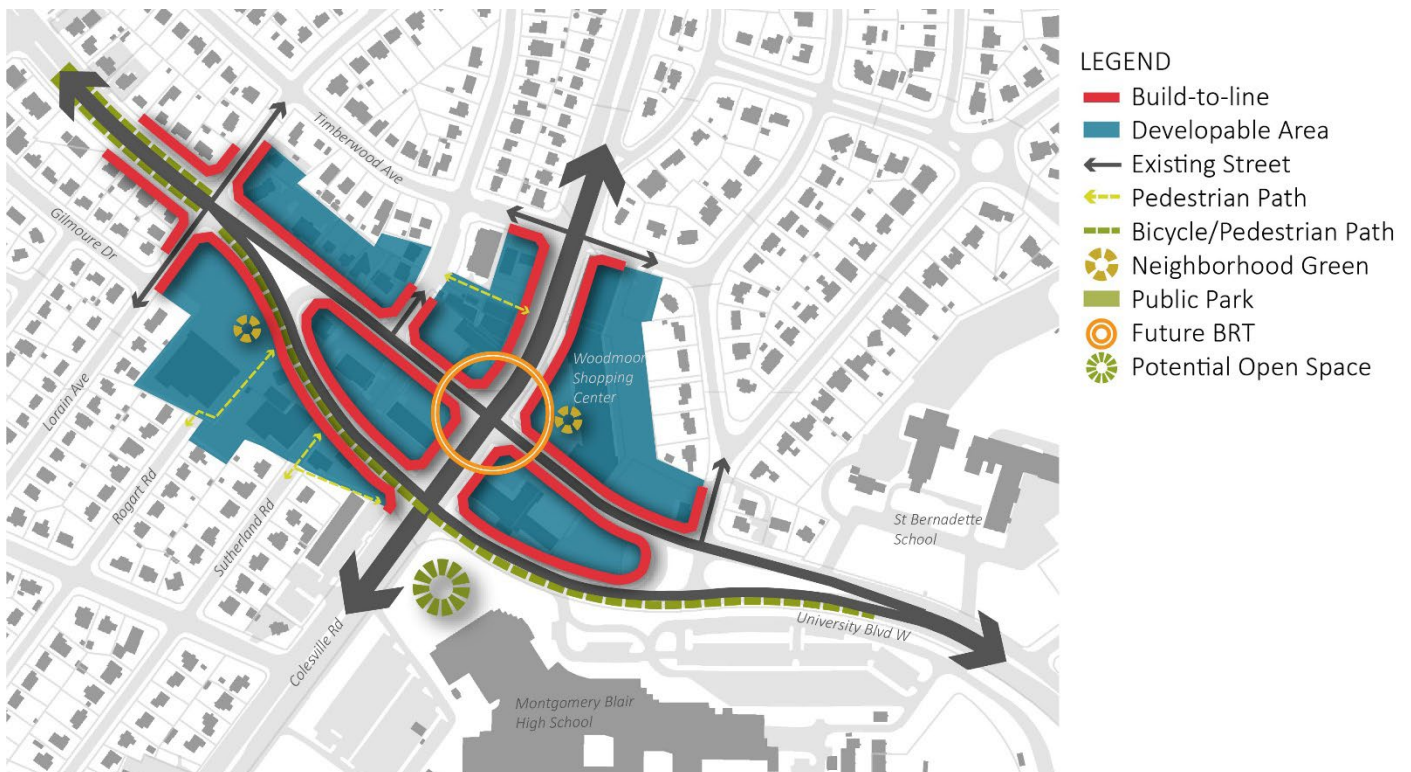 LEGEND
Build-to-line
Developable Area
Existing Street
Pedestrian Path
Bicycle/Pedestrian Path
Neighborhood Green
Public Park
Future BRT
Potential Open Space
Timberwood Ave
Gilmoure Dr
Woodmoor
Shopping
Center
Lorain Ave
Rogart Rd
Sutherland Rd
St Bernadette
School
Colesville Rd
University Blvd W
Montgomery Blair
High School